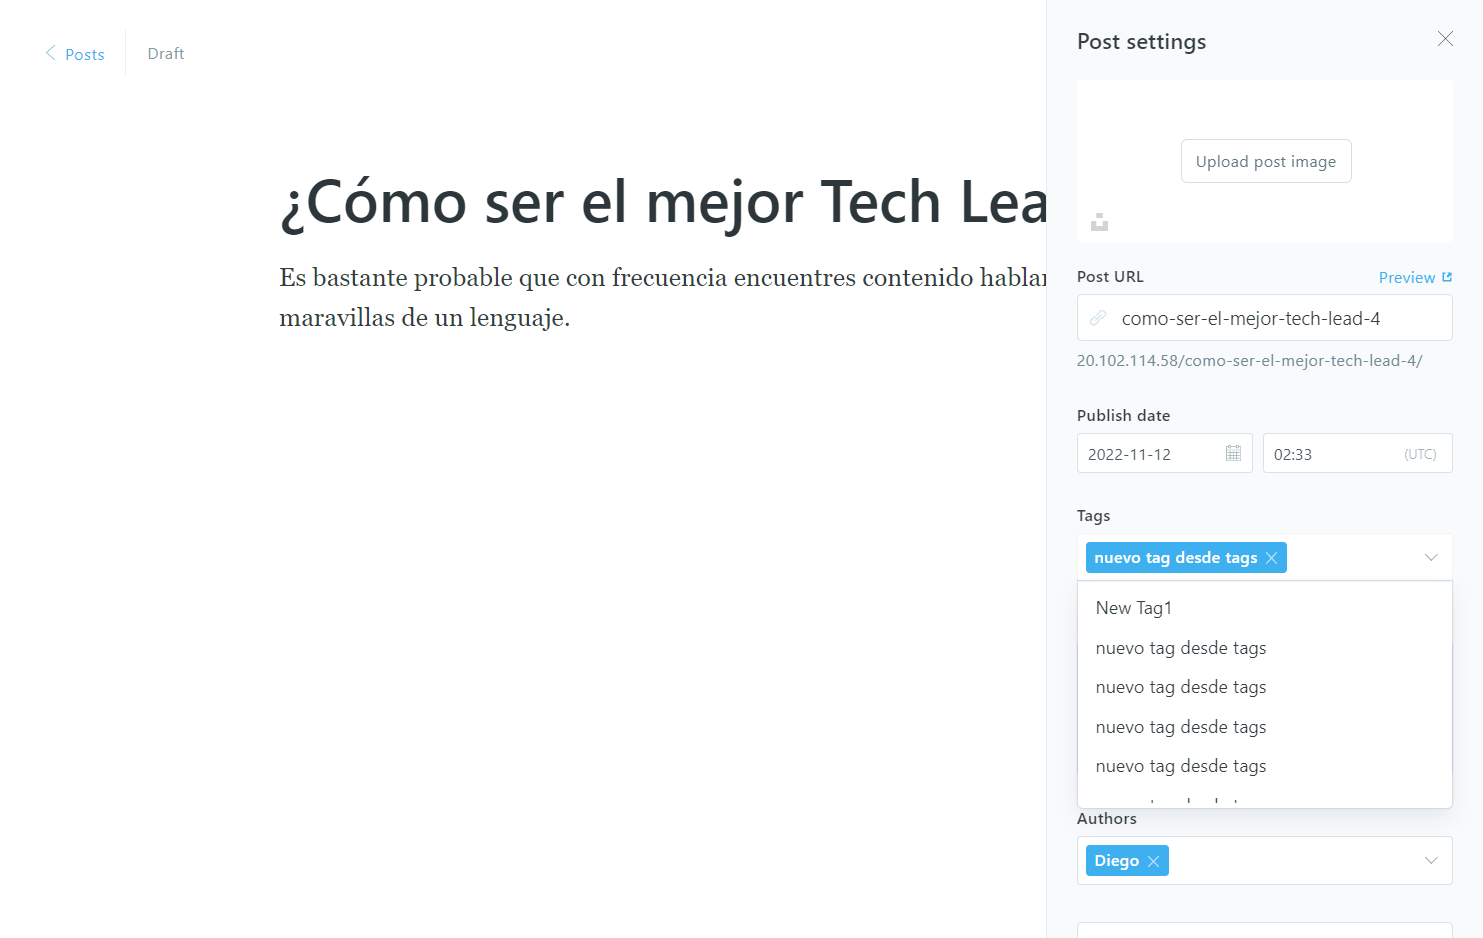 Posts
Draft
¿Cómo ser el mejor Tech Lea
Es bastante probable que con frecuencia encuentres contenido
maravillas de un lenguaje.
Post settings
Upload post image
Post URL
Preview
como-ser-el-mejor-tech-lead-4
20.102.114.58/como-ser-el-mejor-tech-lead-4/
Publish date
2022-11-12
02:33
(UTC)
Tags
nuevo tag desde tags
New Tag1
nuevo tag desde tags
nuevo tag desde tags
nuevo tag desde tags
nuevo tag desde tags
Authors
Diego